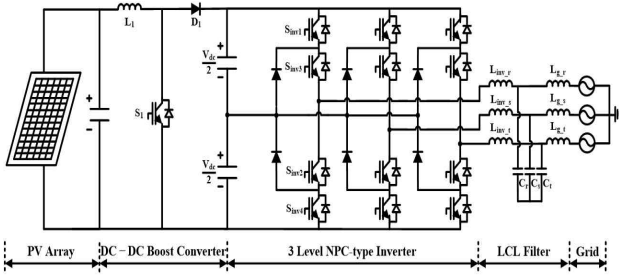 L1
D1
S1
+
−
+
Vdc
2
−
+
Vdc
2
−
Sinv1
Sinv3
Sinv2
Sinv4
Linv_r
Linv_s
Linv_t
Lg_r
Lg_s
Lg_t
Cf Cf Cf
PV Array
DC − DC Boost Converter
3 Level NPC-type Inverter
LCL Filter
Grid